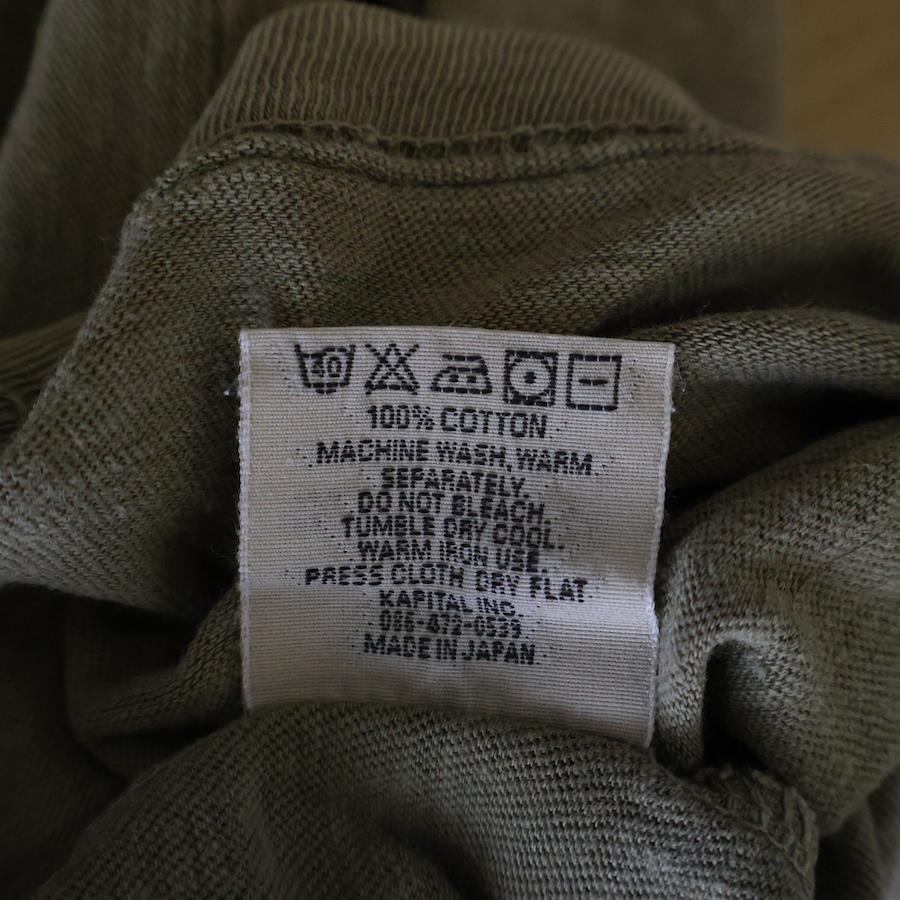 40
100% COTTON
MACHINE WASH, WARM
SEPARATELY.
DO NOT BLEACH.
TUMBLE DRY COOL.
WARM IRON USE
PRESS CLOTH DRY FLAT
KAPITAL INC.
086-472-0539
MADE IN JAPAN